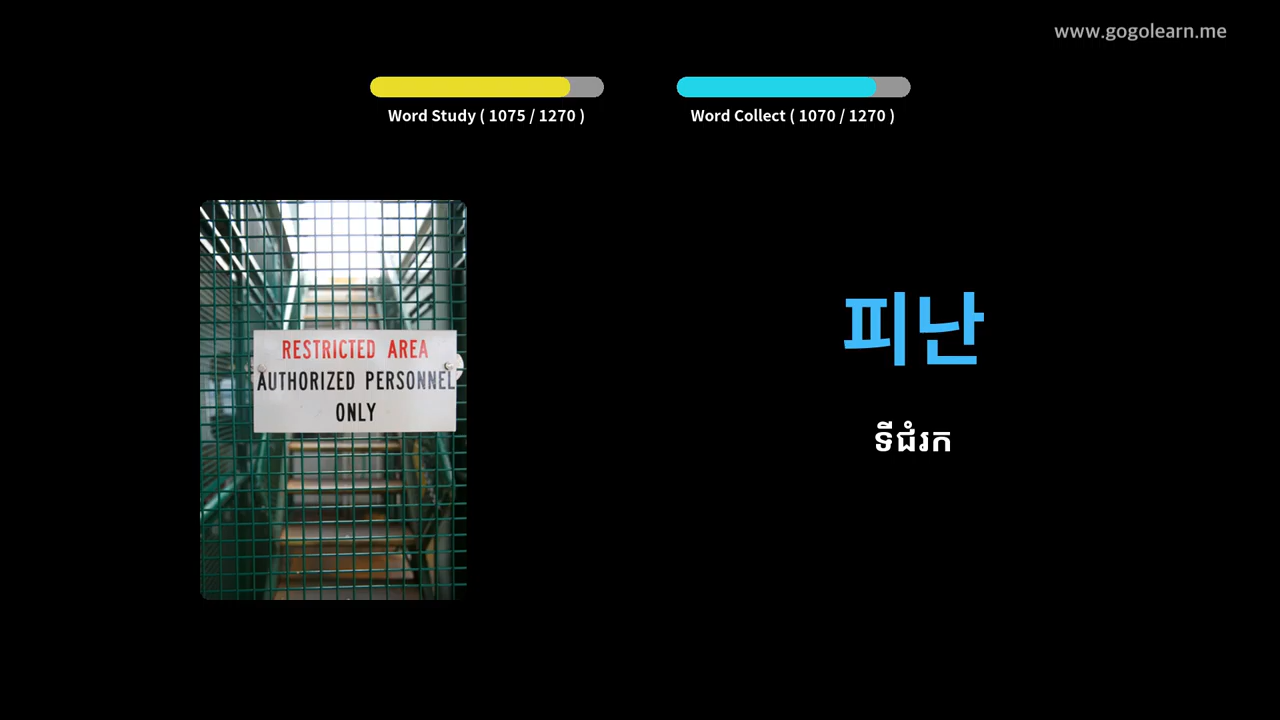 www.gogolearn.me
Word Study ( 1075 / 1270 )
Word Collect ( 1070 / 1270 )
RESTRICTED AREA
AUTHORIZED PERSONNEL
ONLY
피난
ទីជំរក